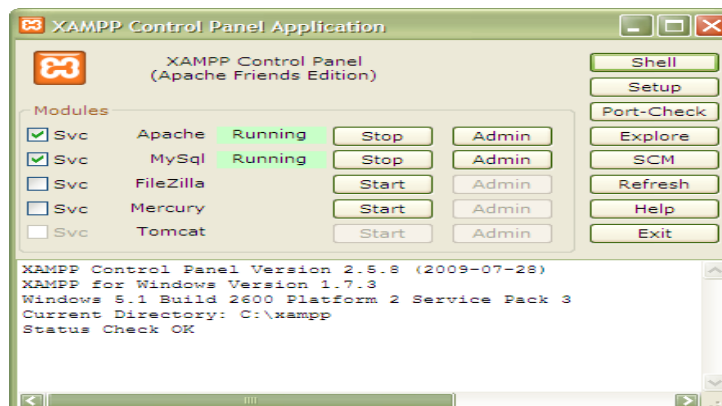 XAMPP Control Panel Application
XAMPP Control Panel
(Apache Friends Edition)
Shell
Setup
Port-Check
Explore
SCM
Refresh
Help
Exit
Modules
Svc Apache Running Stop Admin
Svc MySql Running Stop Admin
Svc FileZilla Start Admin
Svc Mercury Start Admin
Svc Tomcat Start Admin
XAMPP Control Panel Version 2.5.8 (2009-07-28)
XAMPP for Windows Version 1.7.3
Windows 5.1 Build 2600 Platform 2 Service Pack 3
Current Directory: C:\xampp
Status Check OK